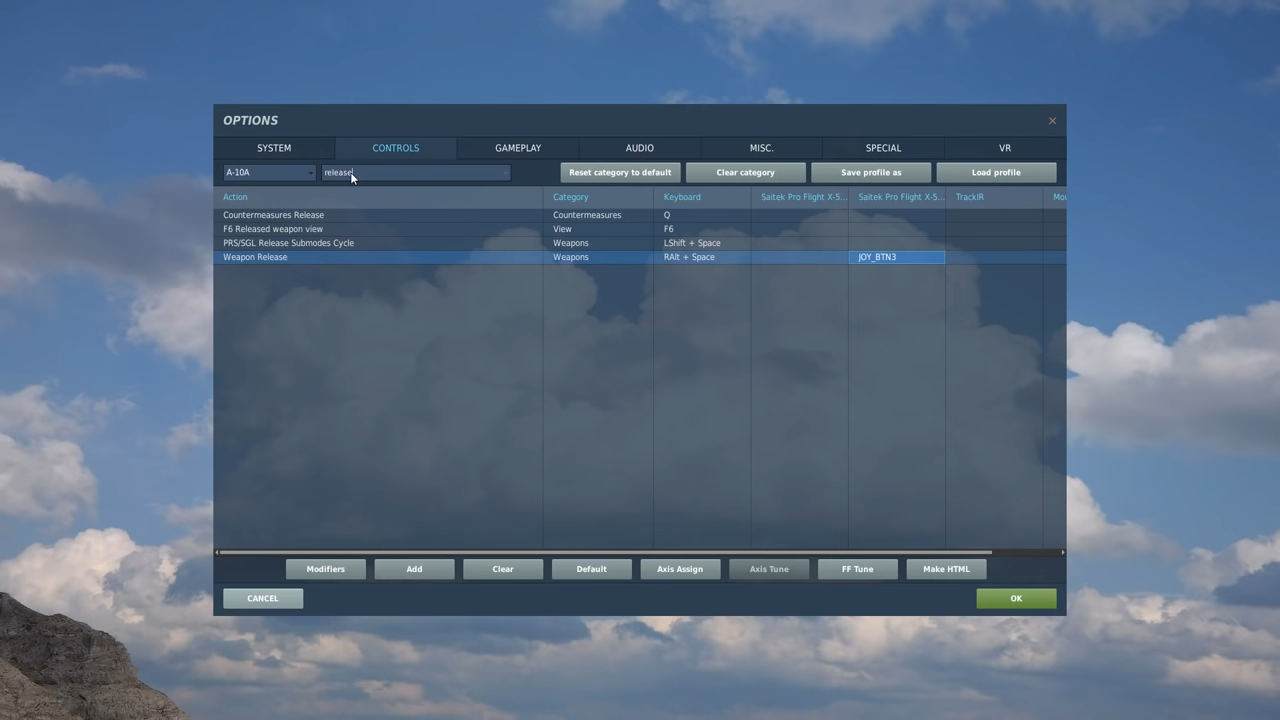 OPTIONS
SYSTEM CONTROLS GAMEPLAY AUDIO MISC. SPECIAL VR
A-10A release Reset category to default Clear category Save profile as Load profile
Action Category Keyboard Saitek Pro Flight X-5... Saitek Pro Flight X-5... TrackIR Mou
Countermeasures Release Countermeasures Q
F6 Released weapon view View F6
PRS/SGL Release Submodes Cycle Weapons LShift + Space
Weapon Release Weapons RAlt + Space JOY_BTN3
Modifiers Add Clear Default Axis Assign Axis Tune FF Tune Make HTML
CANCEL OK